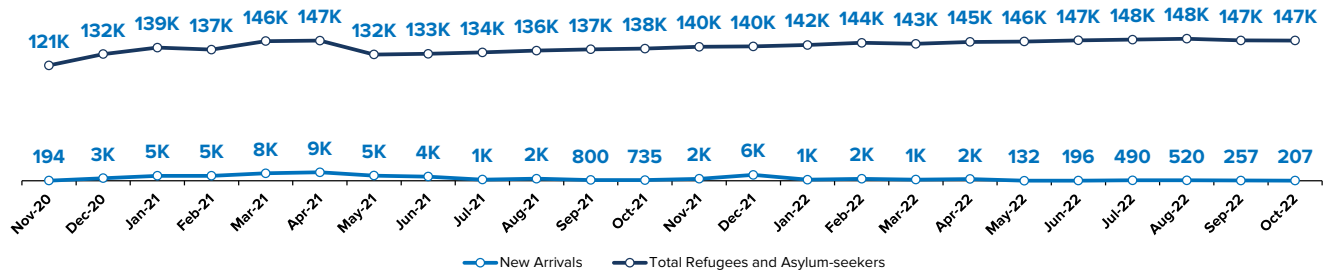 121K 132K 139K 137K 146K 147K 132K 133K 134K 136K 137K 138K 140K 140K 142K 144K 143K 145K 146K 147K 148K 148K 147K 147K
194 3K 5K 5K 8K 9K 5K 4K 1K 2K 800 735 2K 6K 1K 2K 1K 2K 132 196 490 520 257 207
Nov-20 Dec-20 Jan-21 Feb-21 Mar-21 Apr-21 May-21 Jun-21 Jul-21 Aug-21 Sep-21 Oct-21 Nov-21 Dec-21 Jan-22 Feb-22 Mar-22 Apr-22 May-22 Jun-22 Jul-22 Aug-22 Sep-22 Oct-22
New Arrivals Total Refugees and Asylum-seekers